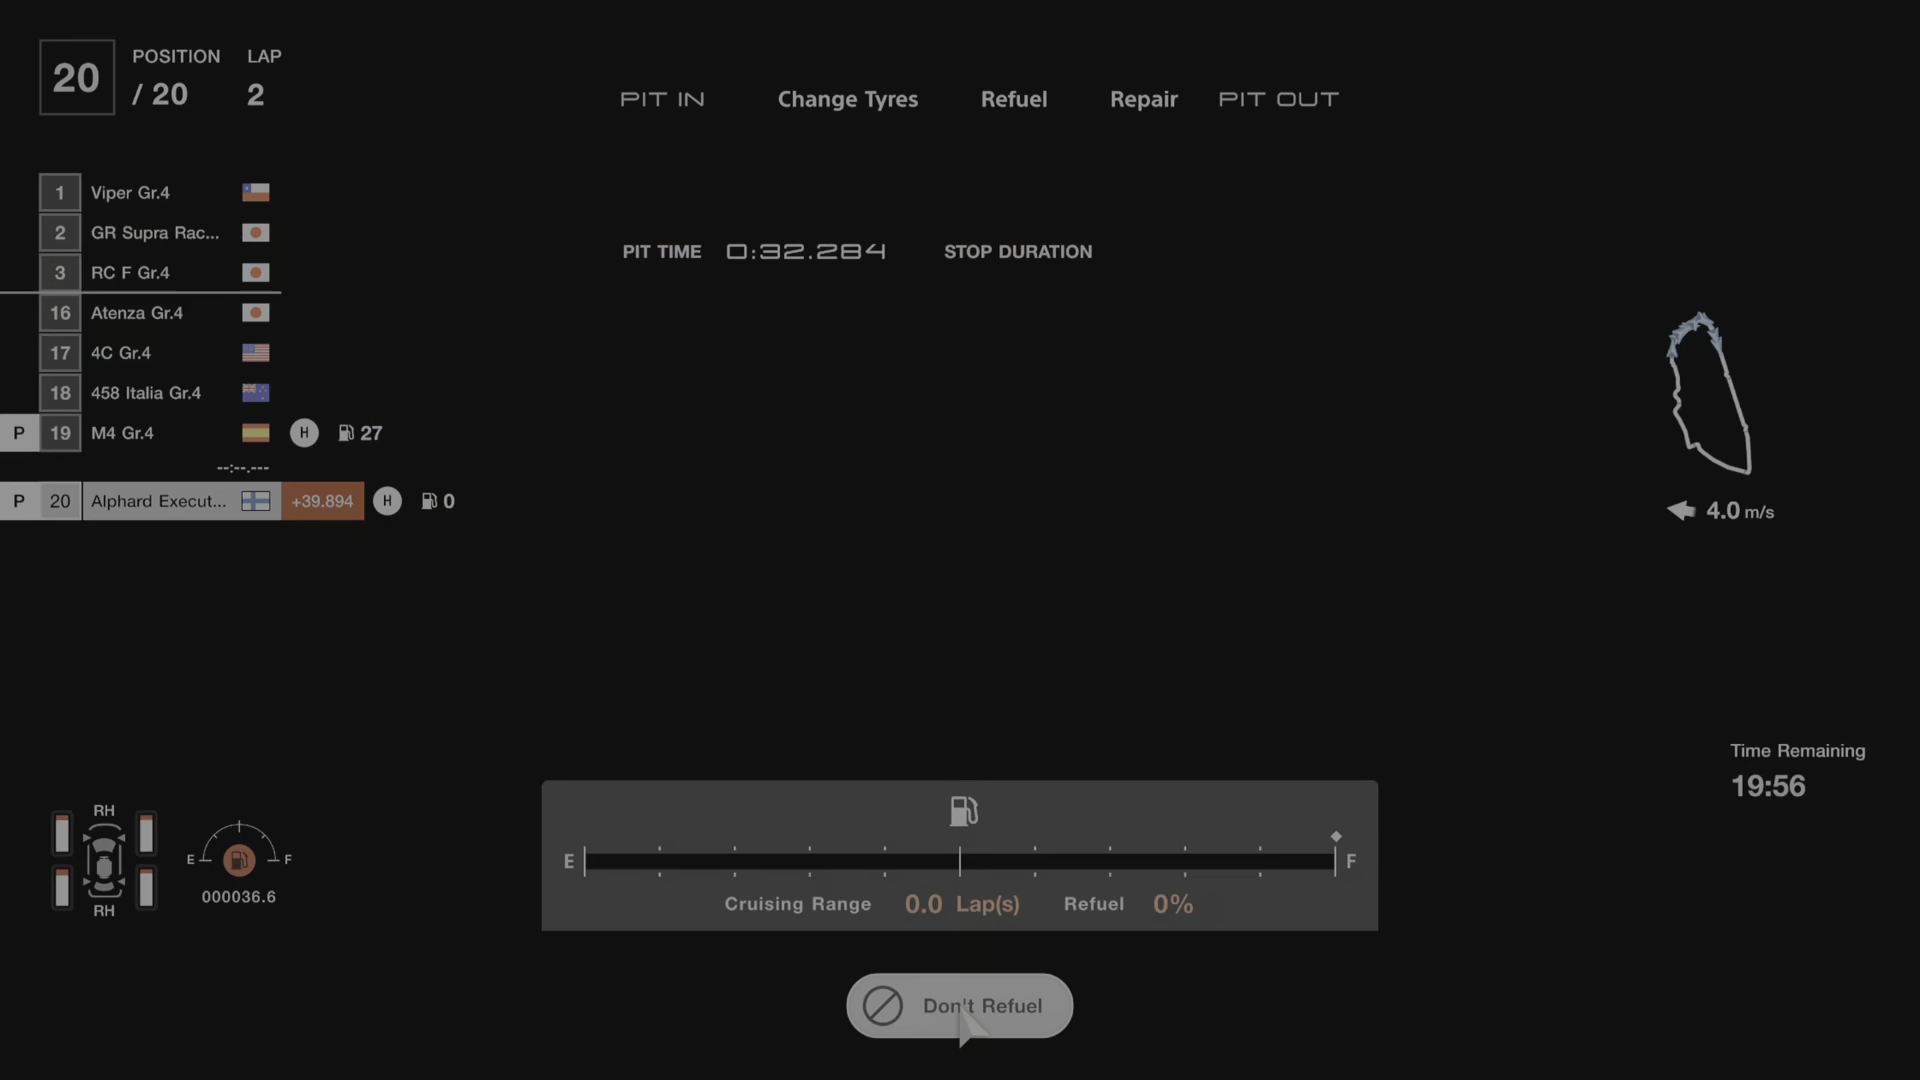 20 POSITION / 20 LAP 2
PIT IN Change Tyres Refuel Repair PIT OUT
1 Viper Gr.4
2 GR Supra Rac...
3 RC F Gr.4
16 Atenza Gr.4
17 4C Gr.4
18 458 Italia Gr.4
P 19 M4 Gr.4 H 27
--:--.---
P 20 Alphard Execut... +39.894 H 0
PIT TIME 0:32.284 STOP DURATION
4.0 m/s
Time Remaining
19:56
RH
RH
E F
000036.6
E F
Cruising Range 0.0 Lap(s) Refuel 0%
Don't Refuel